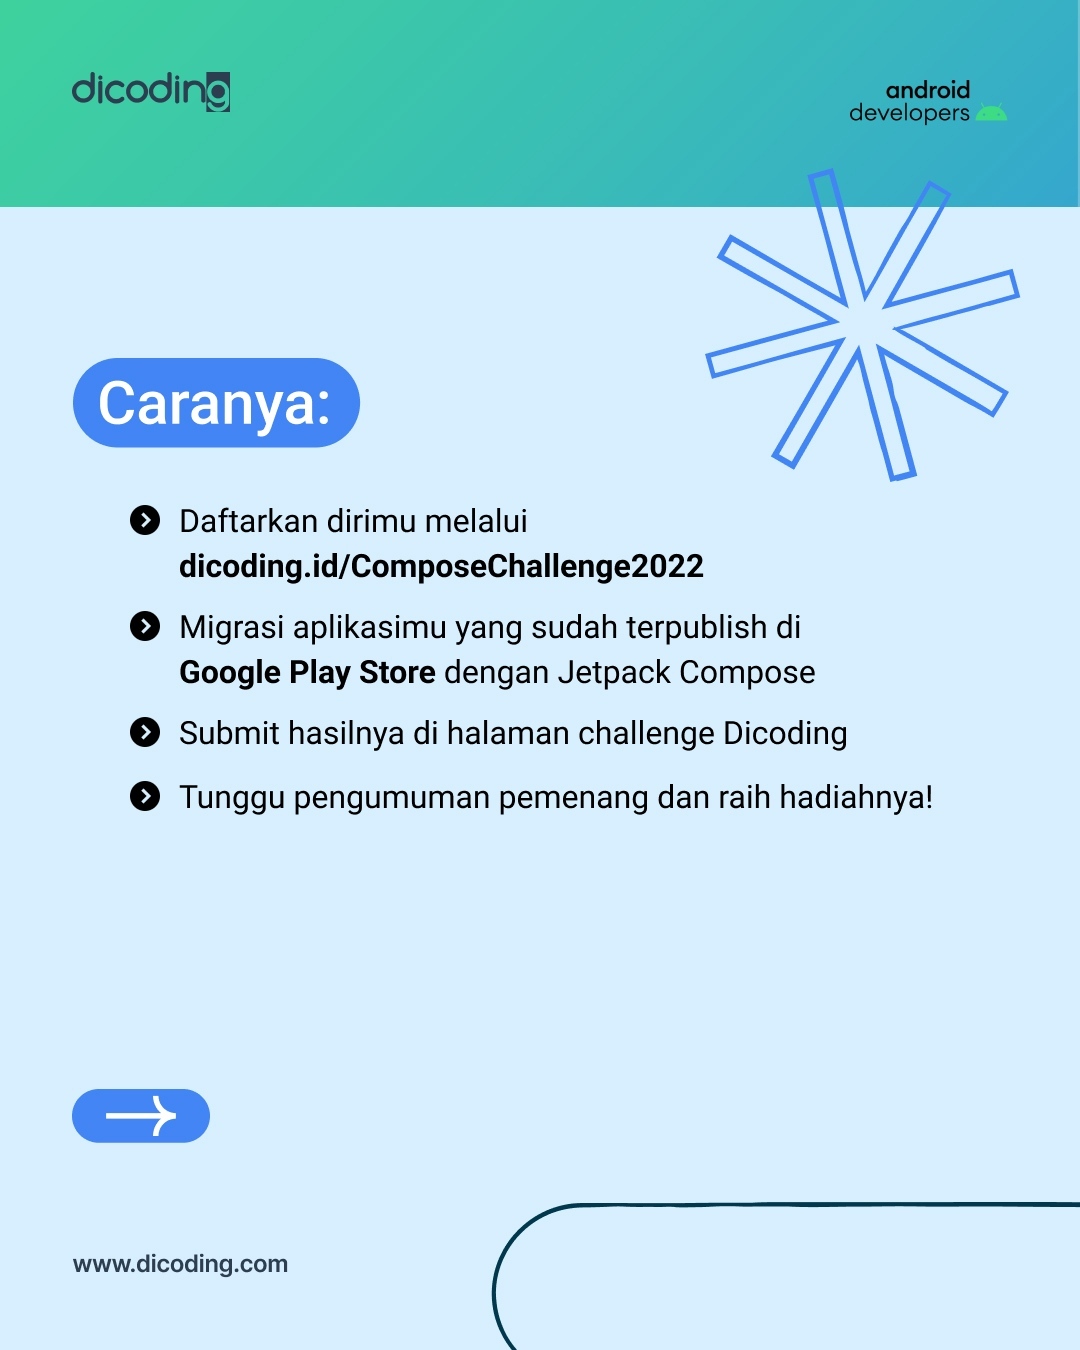 dicoding
android
developers
Caranya:
Daftarkan dirimu melalui
dicoding.id/ComposeChallenge2022
Migrasi aplikasimu yang sudah terpublish di
Google Play Store dengan Jetpack Compose
Submit hasilnya di halaman challenge Dicoding
Tunggu pengumuman pemenang dan raih hadiahnya!
www.dicoding.com